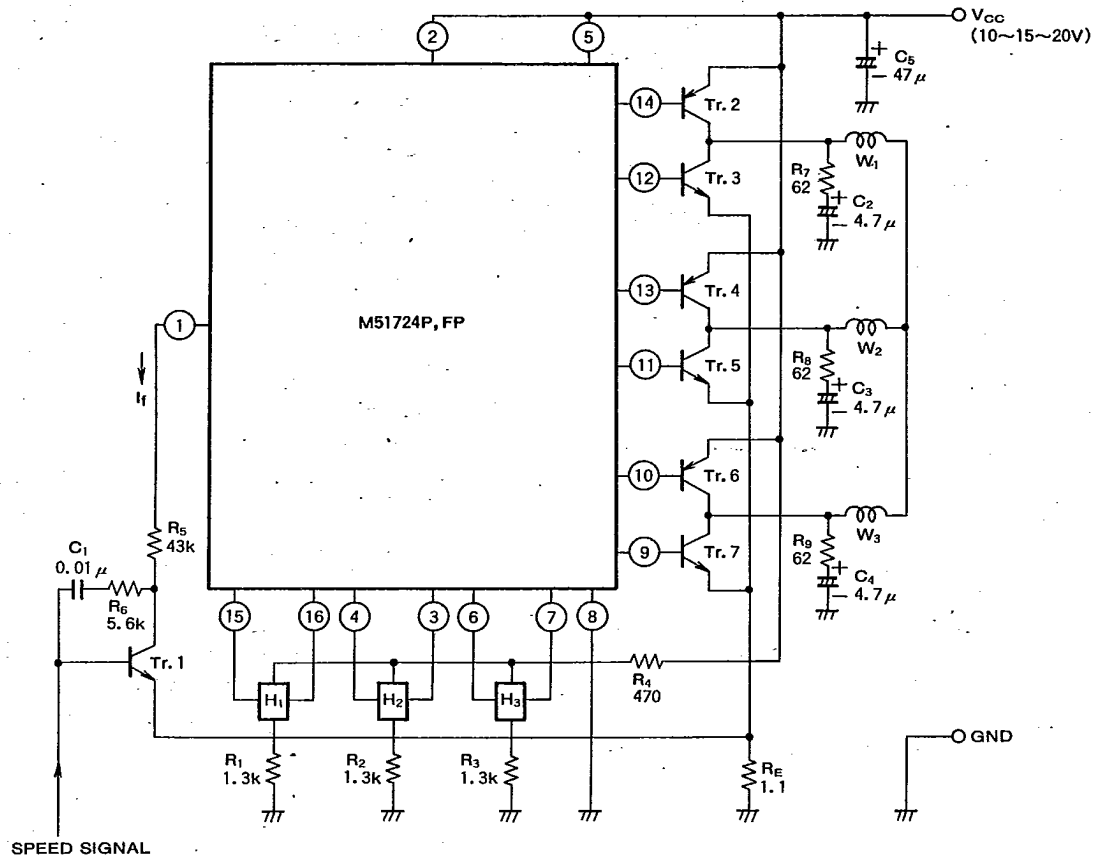 VCC
(10~15~20V)
2
5
C5
47μ
14
Tr. 2
12
Tr. 3
W1
R7
62
C2
4.7μ
13
Tr. 4
11
Tr. 5
W2
R8
62
C3
4.7μ
10
Tr. 6
9
Tr. 7
W3
R9
62
C4
4.7μ
M51724P, FP
1
If
R5
43k
C1
0.01μ
R6
5.6k
Tr. 1
15
16
4
3
6
7
8
H1
H2
H3
R4
470
R1
1.3k
R2
1.3k
R3
1.3k
RE
1.1
GND
SPEED SIGNAL